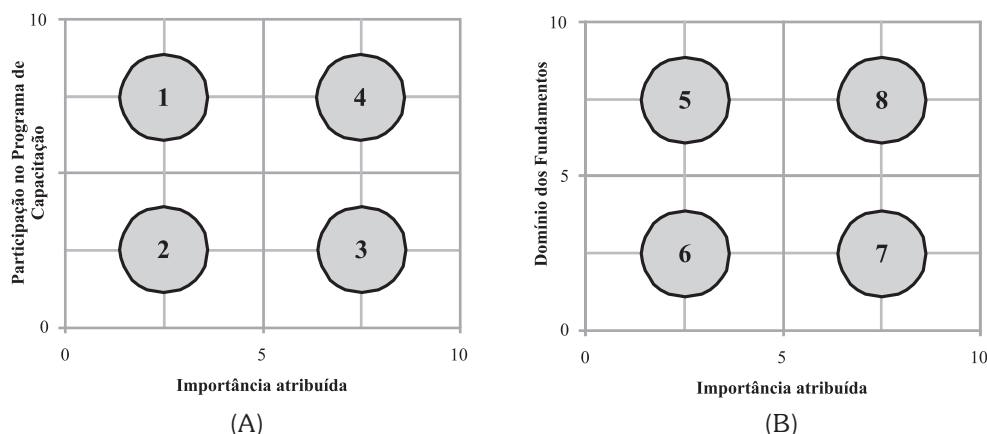 Participação no Programa de
Capacitação
10
0
1
4
2
3
0
5
10
Importância atribuída
(A)
Domínio dos Fundamentos
10
5
0
5
8
6
7
0
5
10
Importância atribuída
(B)